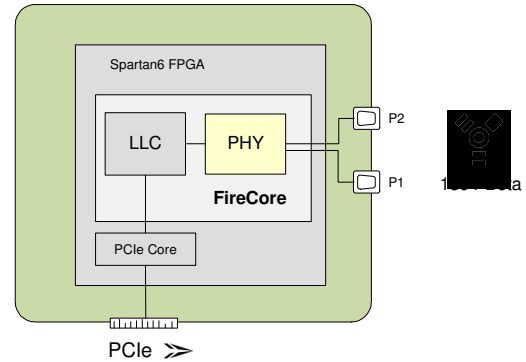 Spartan6 FPGA
LLC
PHY
P2
P1
FireCore
PCIe Core
PCIe